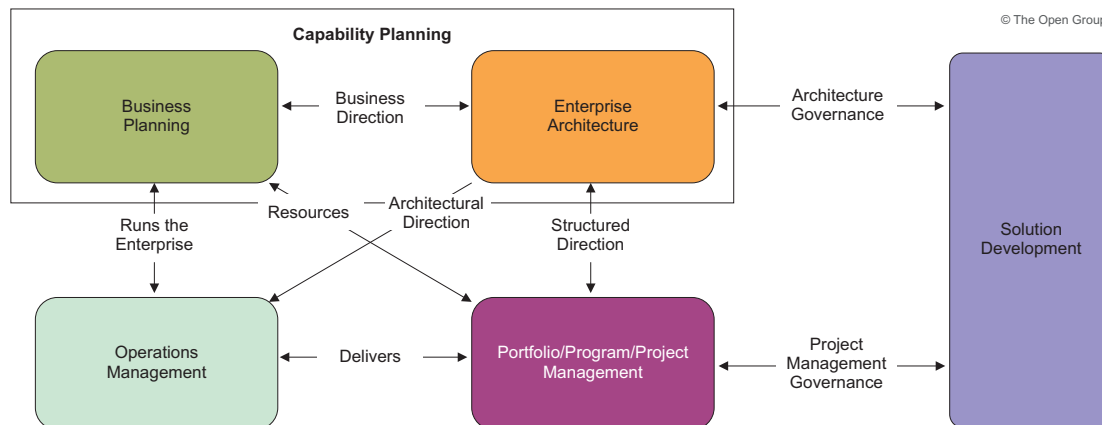 © The Open Group
Capability Planning
Business
Planning
Business
Direction
Enterprise
Architecture
Architecture
Governance
Resources
Architectural
Direction
Runs the
Enterprise
Structured
Direction
Solution
Development
Operations
Management
Delivers
Portfolio/Program/Project
Management
Project
Management
Governance